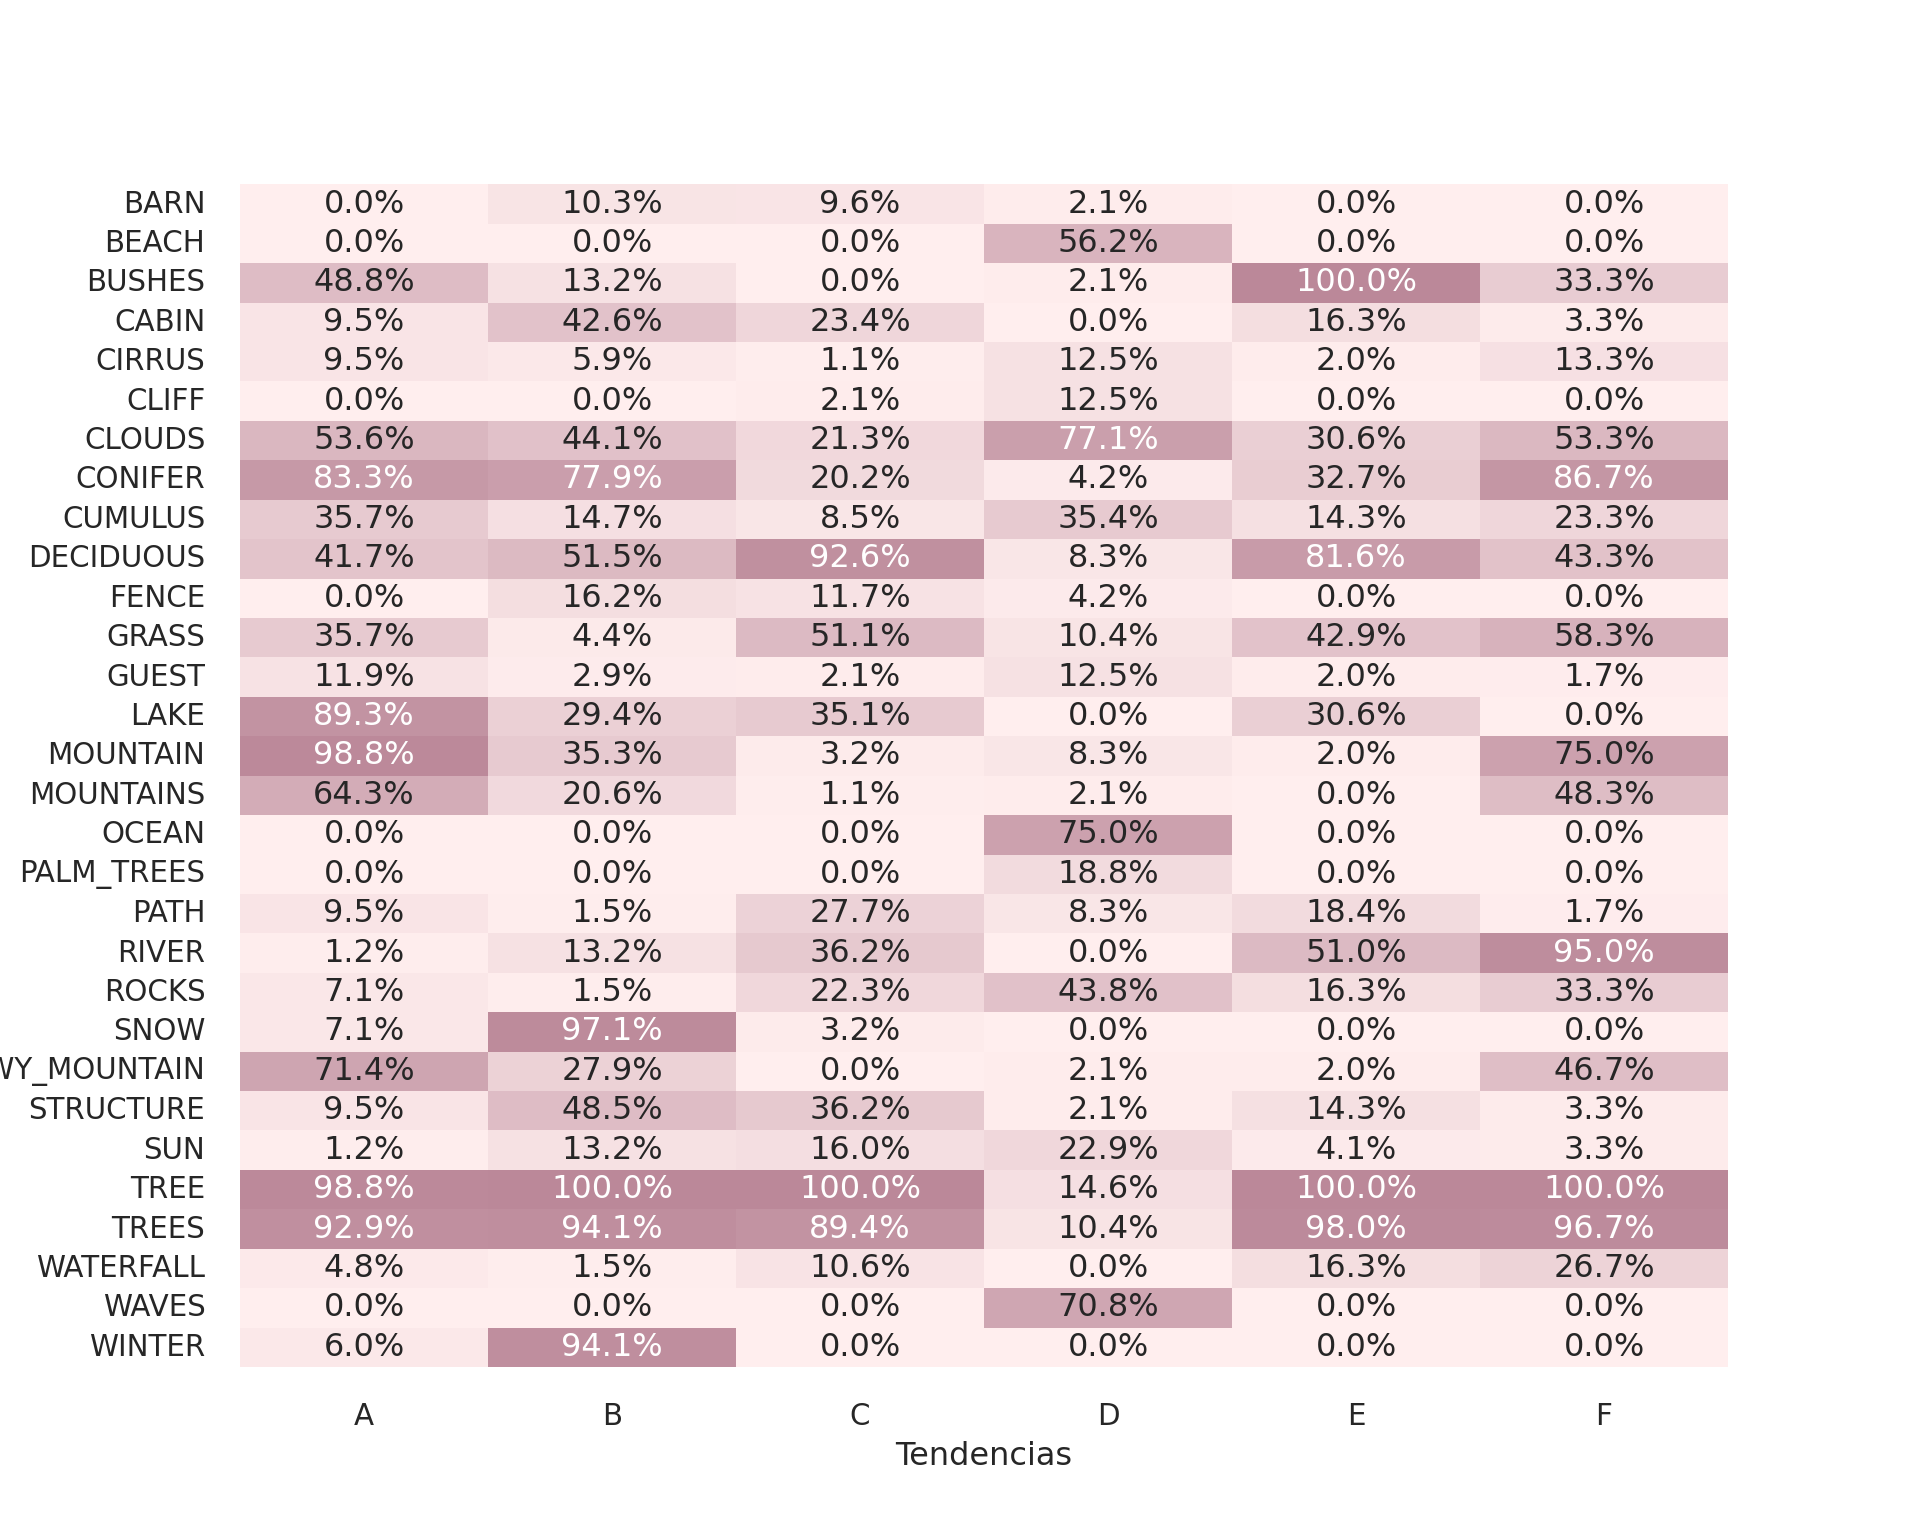 BARN 0.0% 10.3% 9.6% 2.1% 0.0% 0.0%
BEACH 0.0% 0.0% 0.0% 56.2% 0.0% 0.0%
BUSHES 48.8% 13.2% 0.0% 2.1% 100.0% 33.3%
CABIN 9.5% 42.6% 23.4% 0.0% 16.3% 3.3%
CIRRUS 9.5% 5.9% 1.1% 12.5% 2.0% 13.3%
CLIFF 0.0% 0.0% 2.1% 12.5% 0.0% 0.0%
CLOUDS 53.6% 44.1% 21.3% 77.1% 30.6% 53.3%
CONIFER 83.3% 77.9% 20.2% 4.2% 32.7% 86.7%
CUMULUS 35.7% 14.7% 8.5% 35.4% 14.3% 23.3%
DECIDUOUS 41.7% 51.5% 92.6% 8.3% 81.6% 43.3%
FENCE 0.0% 16.2% 11.7% 4.2% 0.0% 0.0%
GRASS 35.7% 4.4% 51.1% 10.4% 42.9% 58.3%
GUEST 11.9% 2.9% 2.1% 12.5% 2.0% 1.7%
LAKE 89.3% 29.4% 35.1% 0.0% 30.6% 0.0%
MOUNTAIN 98.8% 35.3% 3.2% 8.3% 2.0% 75.0%
MOUNTAINS 64.3% 20.6% 1.1% 2.1% 0.0% 48.3%
OCEAN 0.0% 0.0% 0.0% 75.0% 0.0% 0.0%
PALM_TREES 0.0% 0.0% 0.0% 18.8% 0.0% 0.0%
PATH 9.5% 1.5% 27.7% 8.3% 18.4% 1.7%
RIVER 1.2% 13.2% 36.2% 0.0% 51.0% 95.0%
ROCKS 7.1% 1.5% 22.3% 43.8% 16.3% 33.3%
SNOW 7.1% 97.1% 3.2% 0.0% 0.0% 0.0%
WY_MOUNTAIN 71.4% 27.9% 0.0% 2.1% 2.0% 46.7%
STRUCTURE 9.5% 48.5% 36.2% 2.1% 14.3% 3.3%
SUN 1.2% 13.2% 16.0% 22.9% 4.1% 3.3%
TREE 98.8% 100.0% 100.0% 14.6% 100.0% 100.0%
TREES 92.9% 94.1% 89.4% 10.4% 98.0% 96.7%
WATERFALL 4.8% 1.5% 10.6% 0.0% 16.3% 26.7%
WAVES 0.0% 0.0% 0.0% 70.8% 0.0% 0.0%
WINTER 6.0% 94.1% 0.0% 0.0% 0.0% 0.0%
A B C D E F
Tendencias